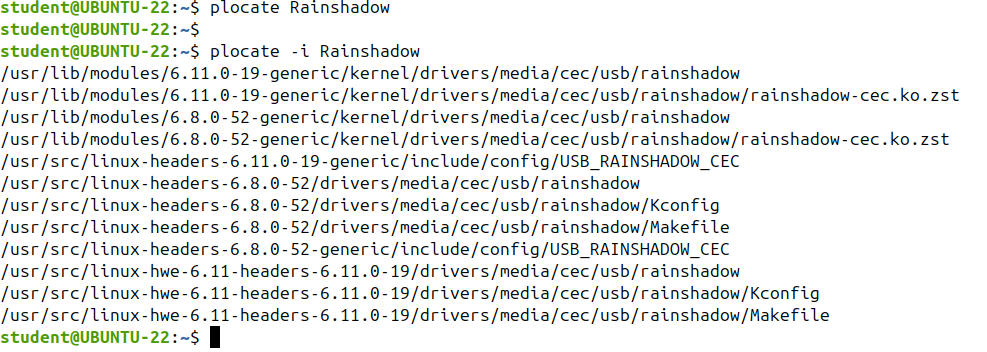 student@UBUNTU-22:~$ plocate Rainshadow
student@UBUNTU-22:~$
student@UBUNTU-22:~$ plocate -i Rainshadow
/usr/lib/modules/6.11.0-19-generic/kernel/drivers/media/cec/usb/rainshadow
/usr/lib/modules/6.11.0-19-generic/kernel/drivers/media/cec/usb/rainshadow/rainshadow-cec.ko.zst
/usr/lib/modules/6.8.0-52-generic/kernel/drivers/media/cec/usb/rainshadow
/usr/lib/modules/6.8.0-52-generic/kernel/drivers/media/cec/usb/rainshadow/rainshadow-cec.ko.zst
/usr/src/linux-headers-6.11.0-19-generic/include/config/USB_RAINSHADOW_CEC
/usr/src/linux-headers-6.8.0-52/drivers/media/cec/usb/rainshadow
/usr/src/linux-headers-6.8.0-52/drivers/media/cec/usb/rainshadow/Kconfig
/usr/src/linux-headers-6.8.0-52/drivers/media/cec/usb/rainshadow/Makefile
/usr/src/linux-headers-6.8.0-52-generic/include/config/USB_RAINSHADOW_CEC
/usr/src/linux-hwe-6.11-headers-6.11.0-19/drivers/media/cec/usb/rainshadow
/usr/src/linux-hwe-6.11-headers-6.11.0-19/drivers/media/cec/usb/rainshadow/Kconfig
/usr/src/linux-hwe-6.11-headers-6.11.0-19/drivers/media/cec/usb/rainshadow/Makefile
student@UBUNTU-22:~$